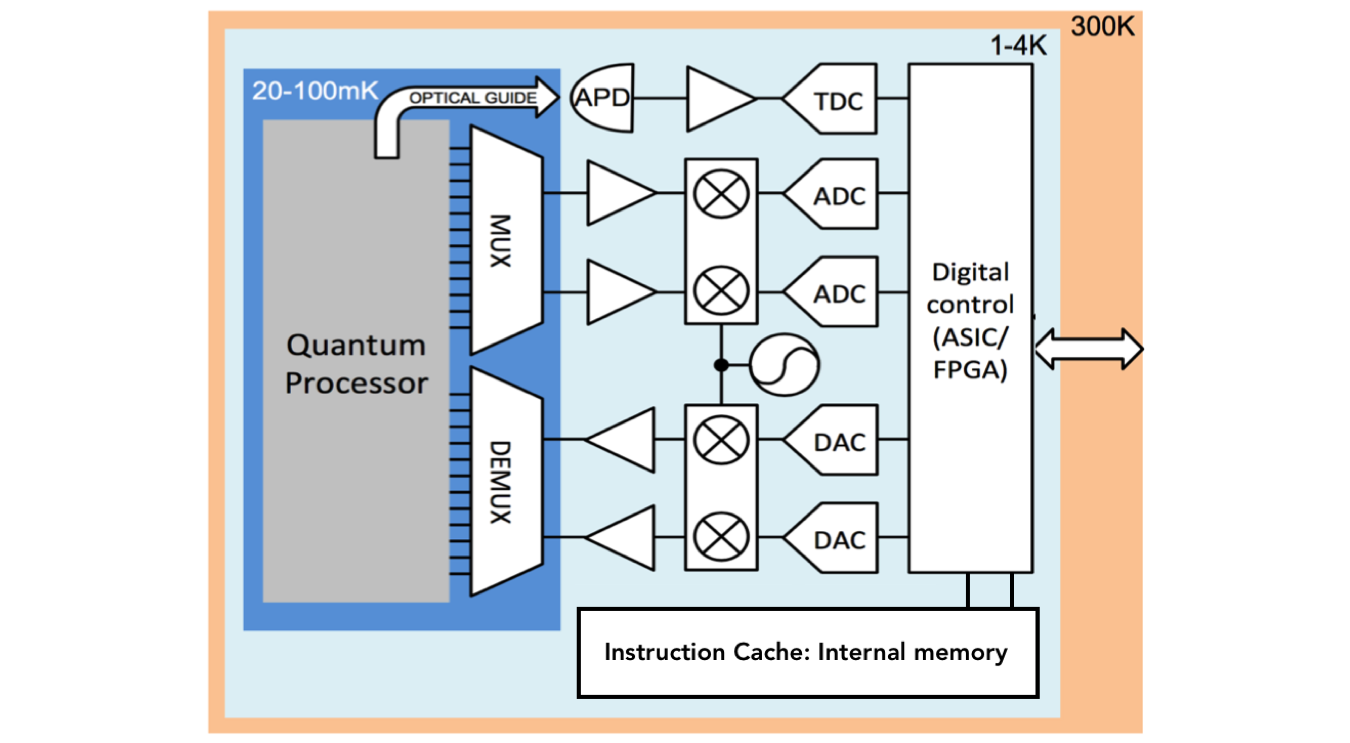 300K
1-4K
20-100mK
OPTICAL GUIDE
APD
TDC
MUX
ADC
ADC
Digital
control
(ASIC/
FPGA)
Quantum
Processor
DEMUX
DAC
DAC
Instruction Cache: Internal memory